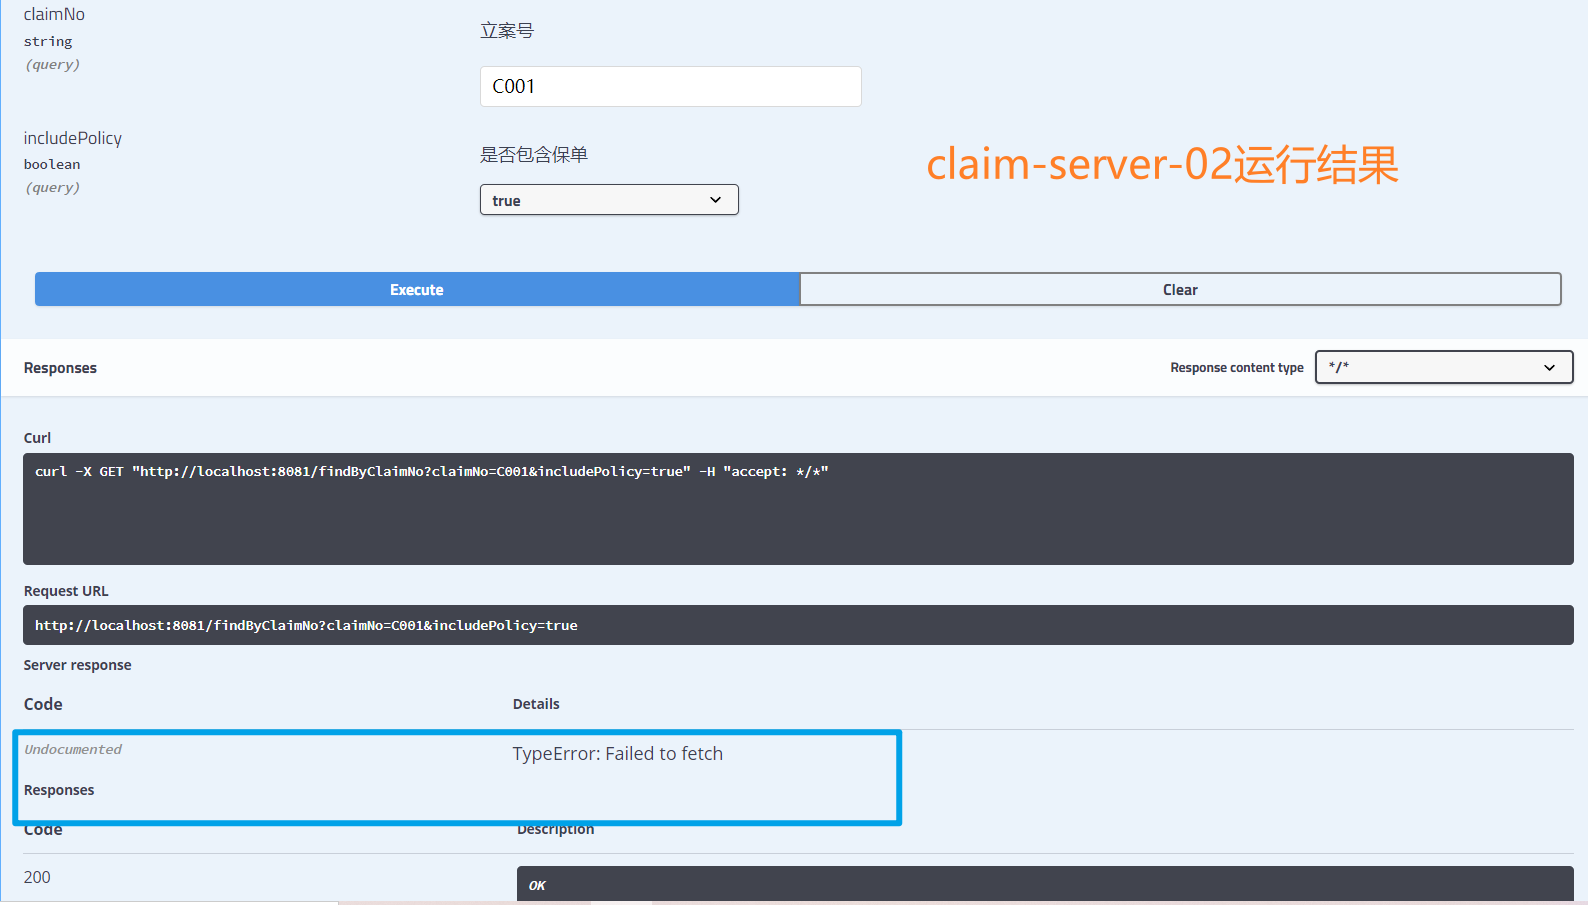 claimNo
string
(query)
立案号
C001
includePolicy
boolean
(query)
是否包含保单
true
claim-server-02运行结果
Execute
Clear
Responses
Response content type
*/*
Curl
curl -X GET "http://localhost:8081/findByClaimNo?claimNo=C001&includePolicy=true" -H "accept: */*"
Request URL
http://localhost:8081/findByClaimNo?claimNo=C001&includePolicy=true
Server response
Code
Details
Undocumented
TypeError: Failed to fetch
Responses
Code
Description
200
OK